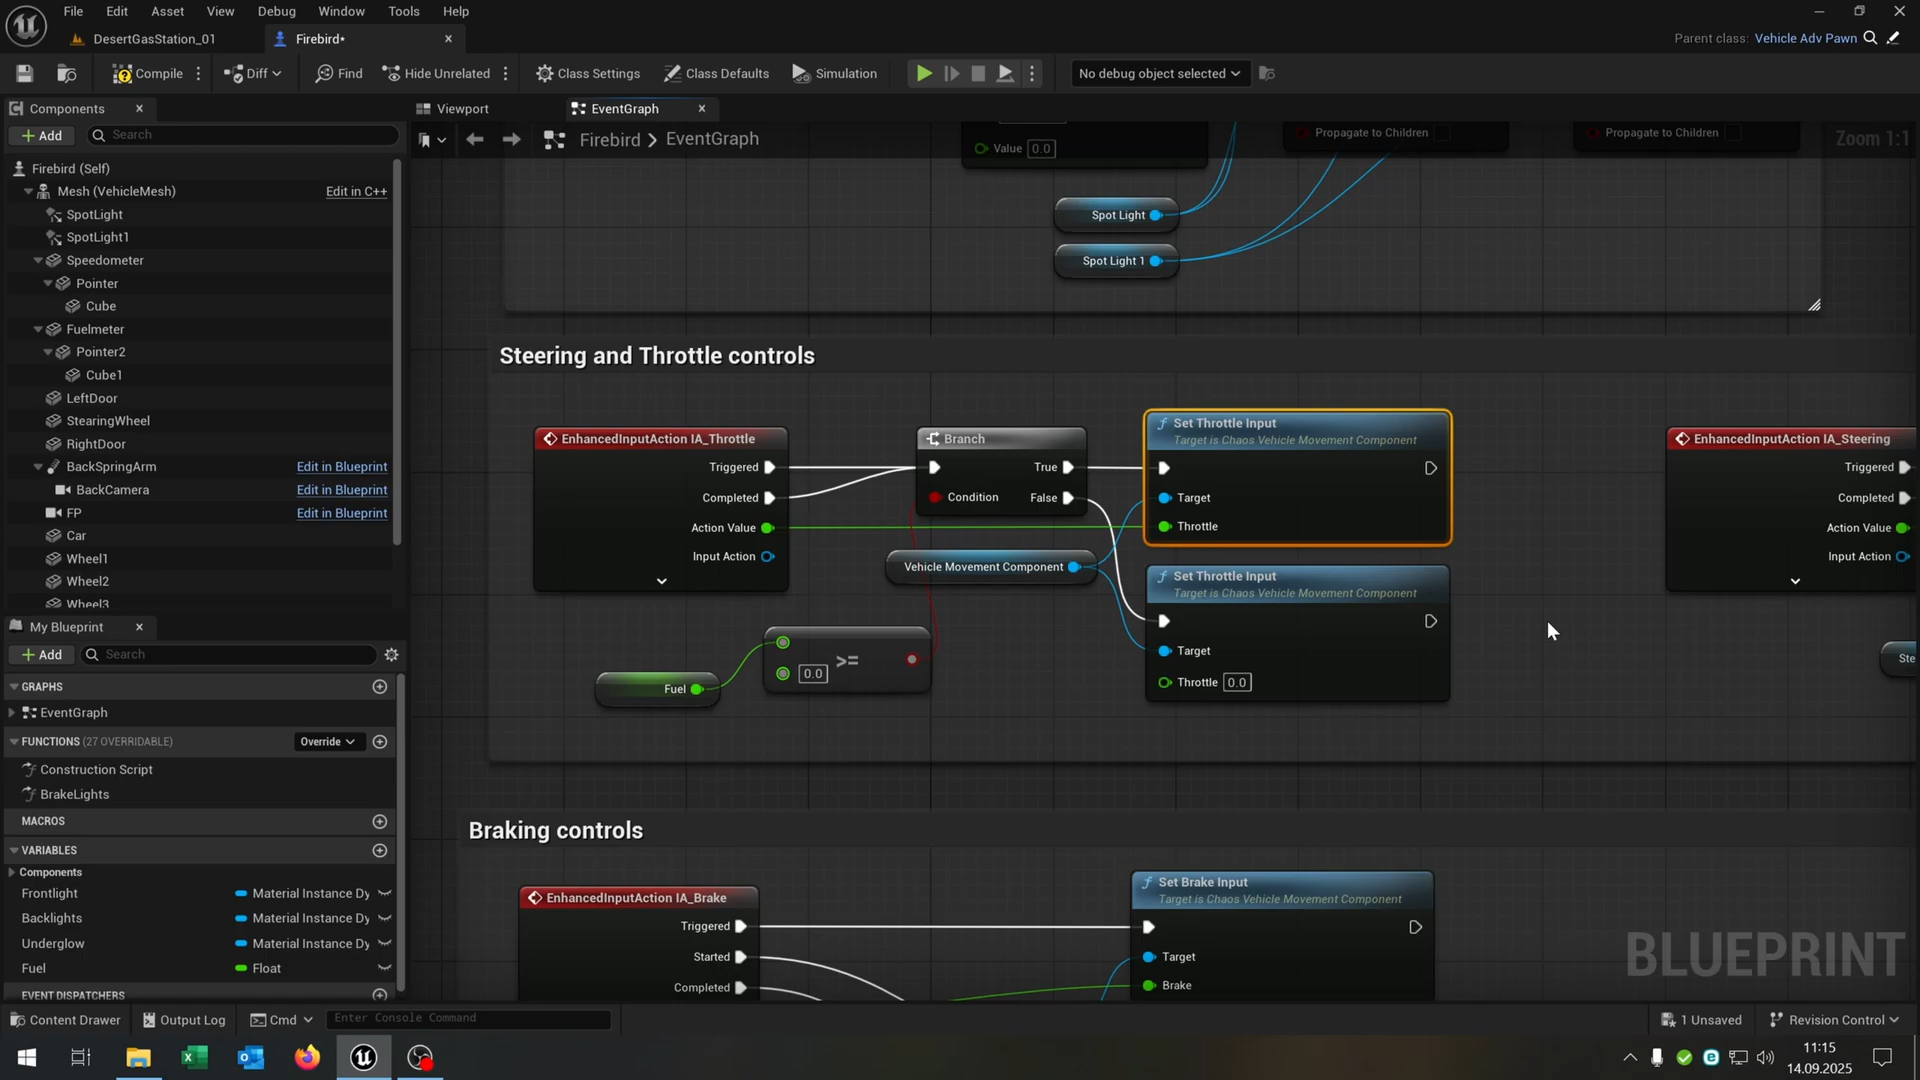 File Edit Asset View Debug Window Tools Help
DesertGasStation_01
Firebird*
Parent class: Vehicle Adv Pawn
Compile
Diff
Find
Hide Unrelated
Class Settings
Class Defaults
Simulation
No debug object selected
Components
Viewport
EventGraph
Add
Search
Firebird > EventGraph
Zoom 1:1
Firebird (Self)
Mesh (VehicleMesh) Edit in C++
SpotLight
SpotLight1
Speedometer
Pointer
Cube
Fuelmeter
Pointer2
Cube1
LeftDoor
StearingWheel
RightDoor
BackSpringArm Edit in Blueprint
BackCamera Edit in Blueprint
FP Edit in Blueprint
Car
Wheel1
Wheel2
Wheel3
My Blueprint
Add
Search
GRAPHS
EventGraph
FUNCTIONS (27 OVERRIDABLE) Override
Construction Script
BrakeLights
MACROS
VARIABLES
Components
Frontlight Material Instance Dy
Backlights Material Instance Dy
Underglow Material Instance Dy
Fuel Float
EVENT DISPATCHERS
Value 0.0
Propagate to Children
Propagate to Children
Spot Light
Spot Light 1
Steering and Throttle controls
EnhancedInputAction IA_Throttle
Triggered
Completed
Action Value
Input Action
Branch
True
Condition False
Vehicle Movement Component
Fuel
0.0 >=
Set Throttle Input
Target is Chaos Vehicle Movement Component
Target
Throttle
Set Throttle Input
Target is Chaos Vehicle Movement Component
Target
Throttle 0.0
EnhancedInputAction IA_Steering
Triggered
Completed
Action Value
Input Action
Ste
Braking controls
EnhancedInputAction IA_Brake
Triggered
Started
Completed
Set Brake Input
Target is Chaos Vehicle Movement Component
Target
Brake
BLUEPRINT
Content Drawer
Output Log
Cmd
Enter Console Command
1 Unsaved
Revision Control
11:15
14.09.2025